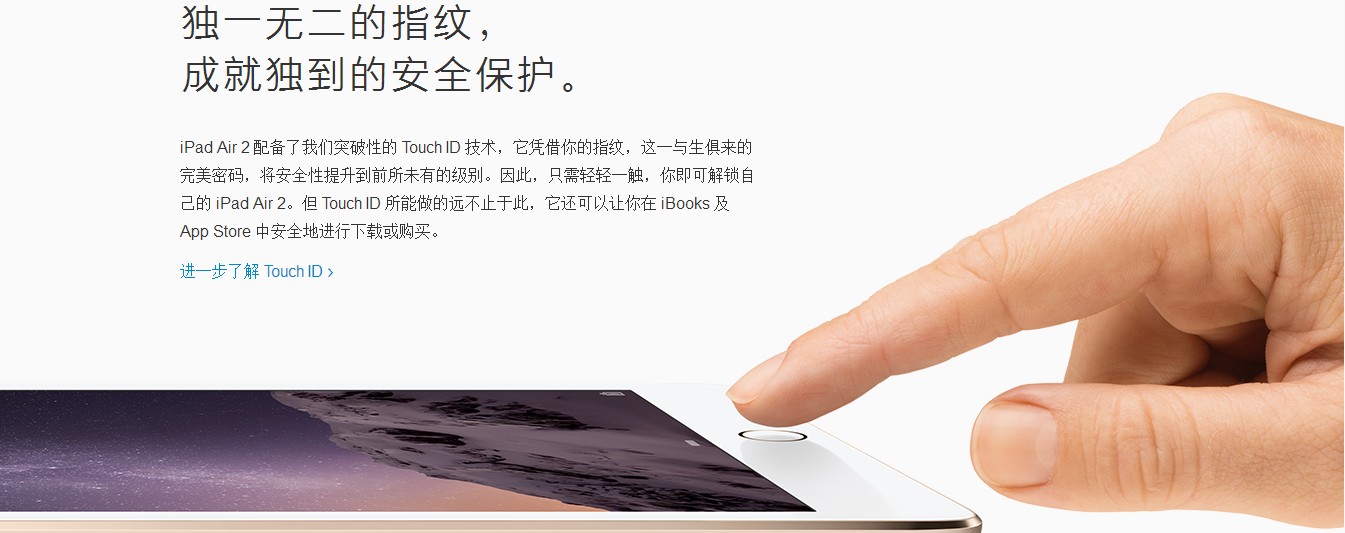 独一无二的指纹，
成就独到的安全保护。
iPad Air 2 配备了我们突破性的 Touch ID 技术，它凭借你的指纹，这一与生俱来的
完美密码，将安全性提升到前所未有的级别。因此，只需轻轻一触，你即可解锁自
己的 iPad Air 2。但 Touch ID 所能做的远不止于此，它还可以让你在 iBooks 及
App Store 中安全地进行下载或购买。
进一步了解 Touch ID ›